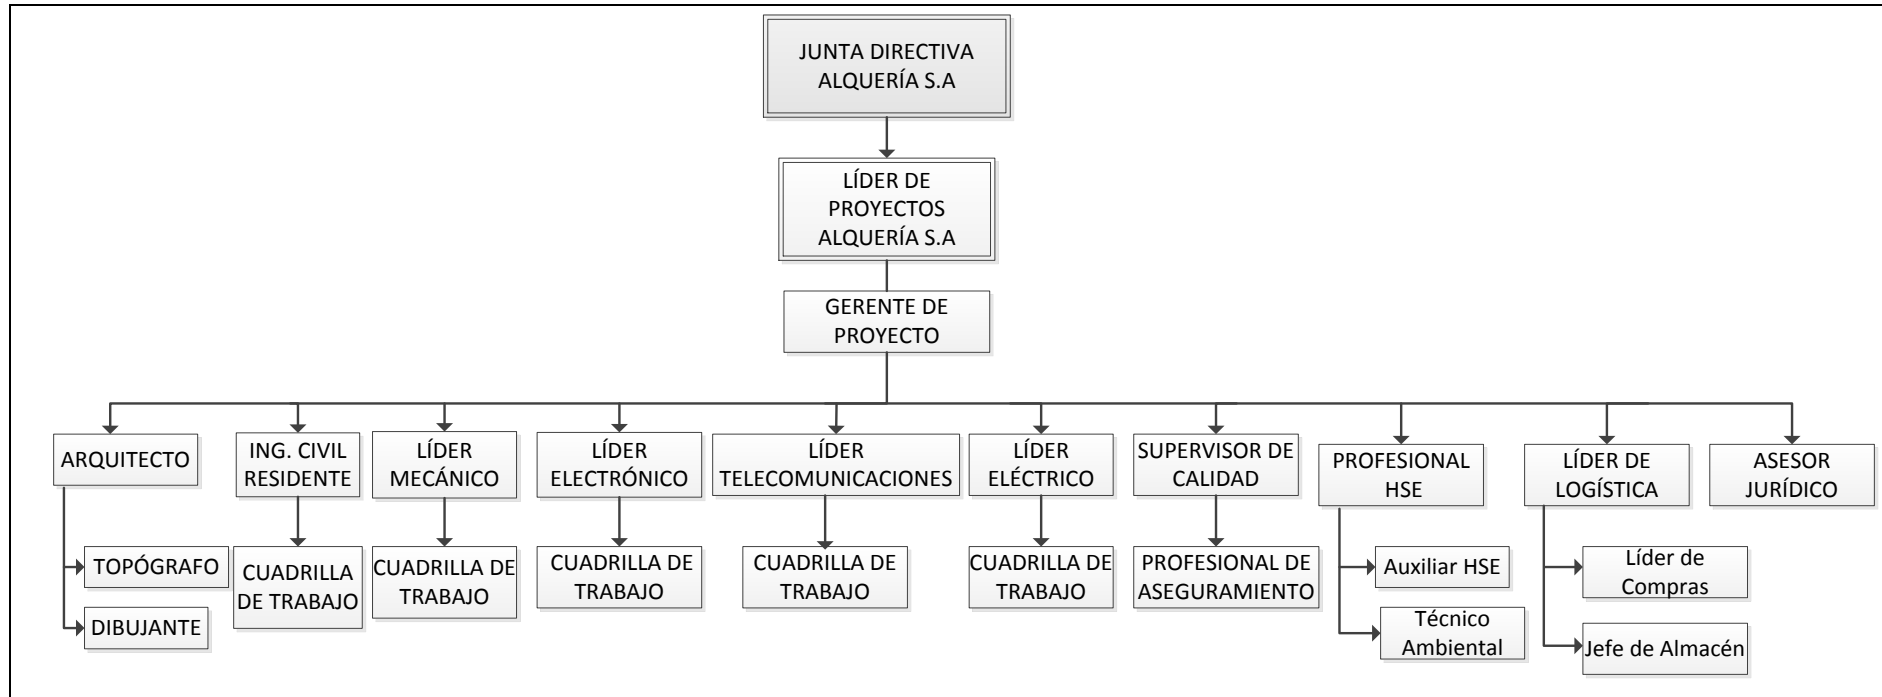 JUNTA DIRECTIVA
ALQUERÍA S.A
LÍDER DE
PROYECTOS
ALQUERÍA S.A
GERENTE DE
PROYECTO
ARQUITECTO
ING. CIVIL
RESIDENTE
LÍDER
MECÁNICO
LÍDER
ELECTRÓNICO
LÍDER
TELECOMUNICACIONES
LÍDER
ELÉCTRICO
SUPERVISOR DE
CALIDAD
PROFESIONAL
HSE
LÍDER DE
LOGÍSTICA
ASESOR
JURÍDICO
TOPÓGRAFO
DIBUJANTE
CUADRILLA
DE TRABAJO
CUADRILLA DE
TRABAJO
CUADRILLA DE
TRABAJO
CUADRILLA DE
TRABAJO
CUADRILLA DE
TRABAJO
PROFESIONAL DE
ASEGURAMIENTO
Auxiliar HSE
Técnico
Ambiental
Líder de
Compras
Jefe de Almacén